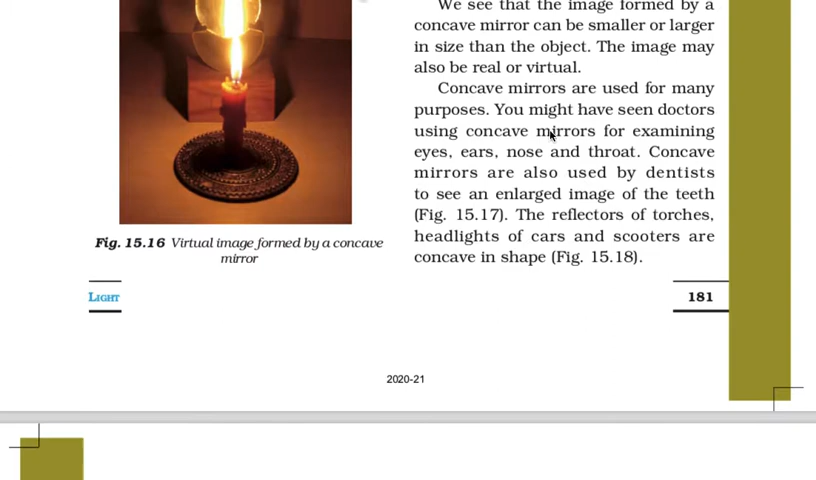 We see that the image formed by a
concave mirror can be smaller or larger
in size than the object. The image may
also be real or virtual.
Concave mirrors are used for many
purposes. You might have seen doctors
using concave mirrors for examining
eyes, ears, nose and throat. Concave
mirrors are also used by dentists
to see an enlarged image of the teeth
(Fig. 15.17). The reflectors of torches,
headlights of cars and scooters are
concave in shape (Fig. 15.18).
Fig. 15.16 Virtual image formed by a concave
mirror
LIGHT
181
2020-21